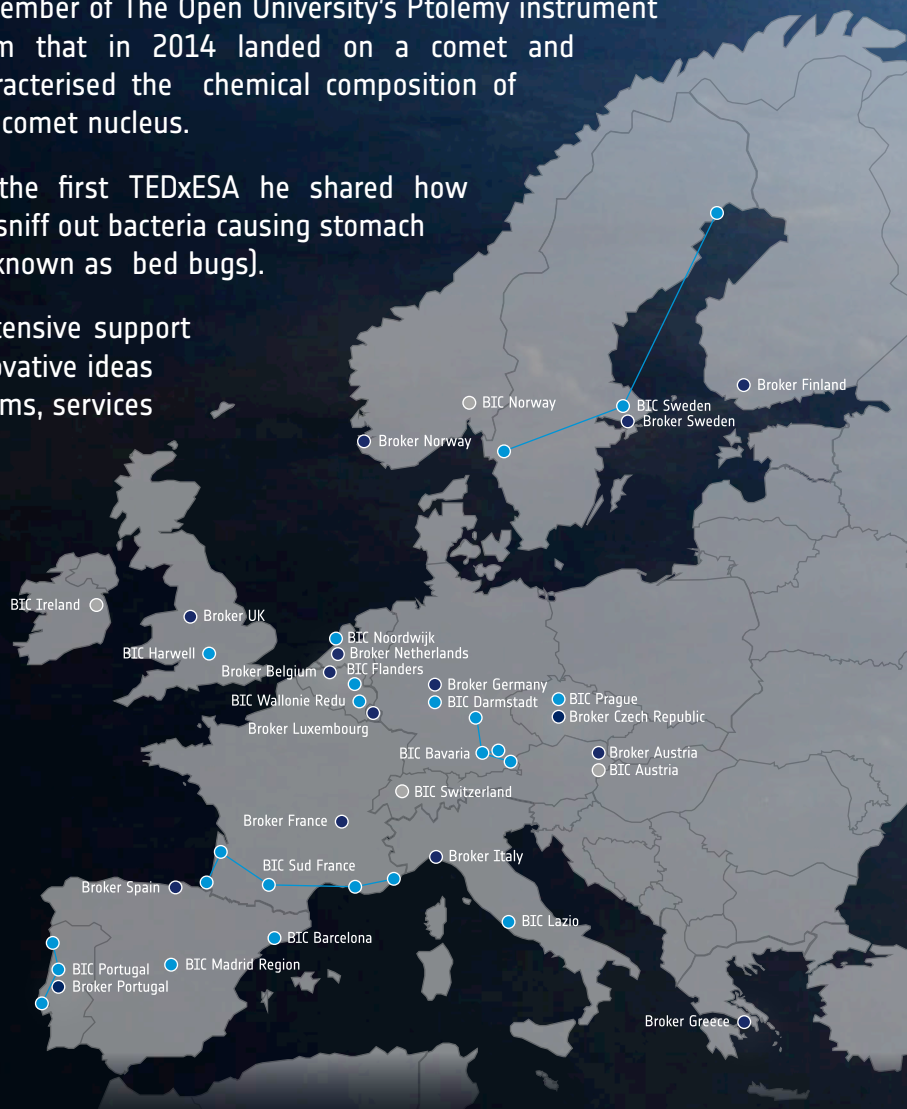 ember of The Open University's Ptolemy instrument
m that in 2014 landed on a comet and
racterised the chemical composition of
comet nucleus.
the first TEDxESA he shared how
sniff out bacteria causing stomach
known as bed bugs).
tensive support
ovative ideas
ms, services
Broker Finland
BIC Norway
BIC Sweden
Broker Sweden
Broker Norway
BIC Ireland
Broker UK
BIC Harwell
BIC Noordwijk
Broker Netherlands
Broker Belgium
BIC Flanders
Broker Germany
BIC Wallonie Redu
BIC Darmstadt
BIC Prague
Broker Czech Republic
Broker Luxembourg
BIC Bavaria
Broker Austria
BIC Austria
BIC Switzerland
Broker France
Broker Italy
BIC Sud France
Broker Spain
BIC Lazio
BIC Barcelona
BIC Madrid Region
BIC Portugal
Broker Portugal
Broker Greece